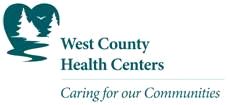 West County
Health Centers
Caring for our Communities